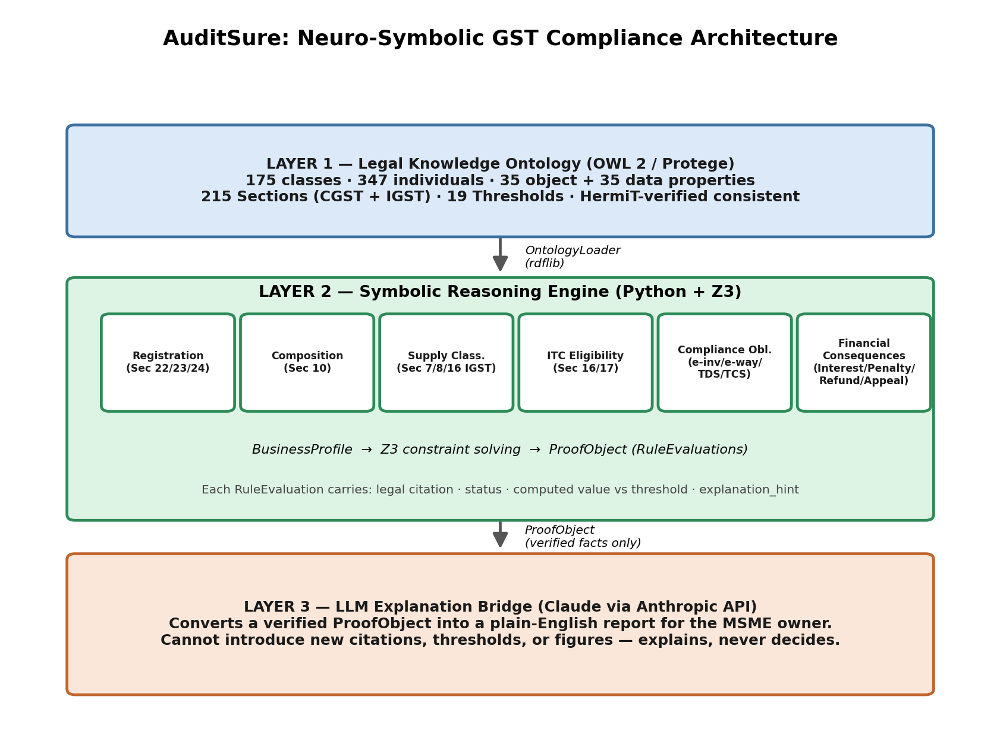 AuditSure: Neuro-Symbolic GST Compliance Architecture
LAYER 1 — Legal Knowledge Ontology (OWL 2 / Protege)
175 classes · 347 individuals · 35 object + 35 data properties
215 Sections (CGST + IGST) · 19 Thresholds · HermiT-verified consistent
OntologyLoader
(rdflib)
LAYER 2 — Symbolic Reasoning Engine (Python + Z3)
Registration
(Sec 22/23/24)
Composition
(Sec 10)
Supply Class.
(Sec 7/8/16 IGST)
ITC Eligibility
(Sec 16/17)
Compliance Obl.
(e-inv/e-way/
TDS/TCS)
Financial
Consequences
(Interest/Penalty/
Refund/Appeal)
BusinessProfile → Z3 constraint solving → ProofObject (RuleEvaluations)
Each RuleEvaluation carries: legal citation · status · computed value vs threshold · explanation_hint
ProofObject
(verified facts only)
LAYER 3 — LLM Explanation Bridge (Claude via Anthropic API)
Converts a verified ProofObject into a plain-English report for the MSME owner.
Cannot introduce new citations, thresholds, or figures — explains, never decides.